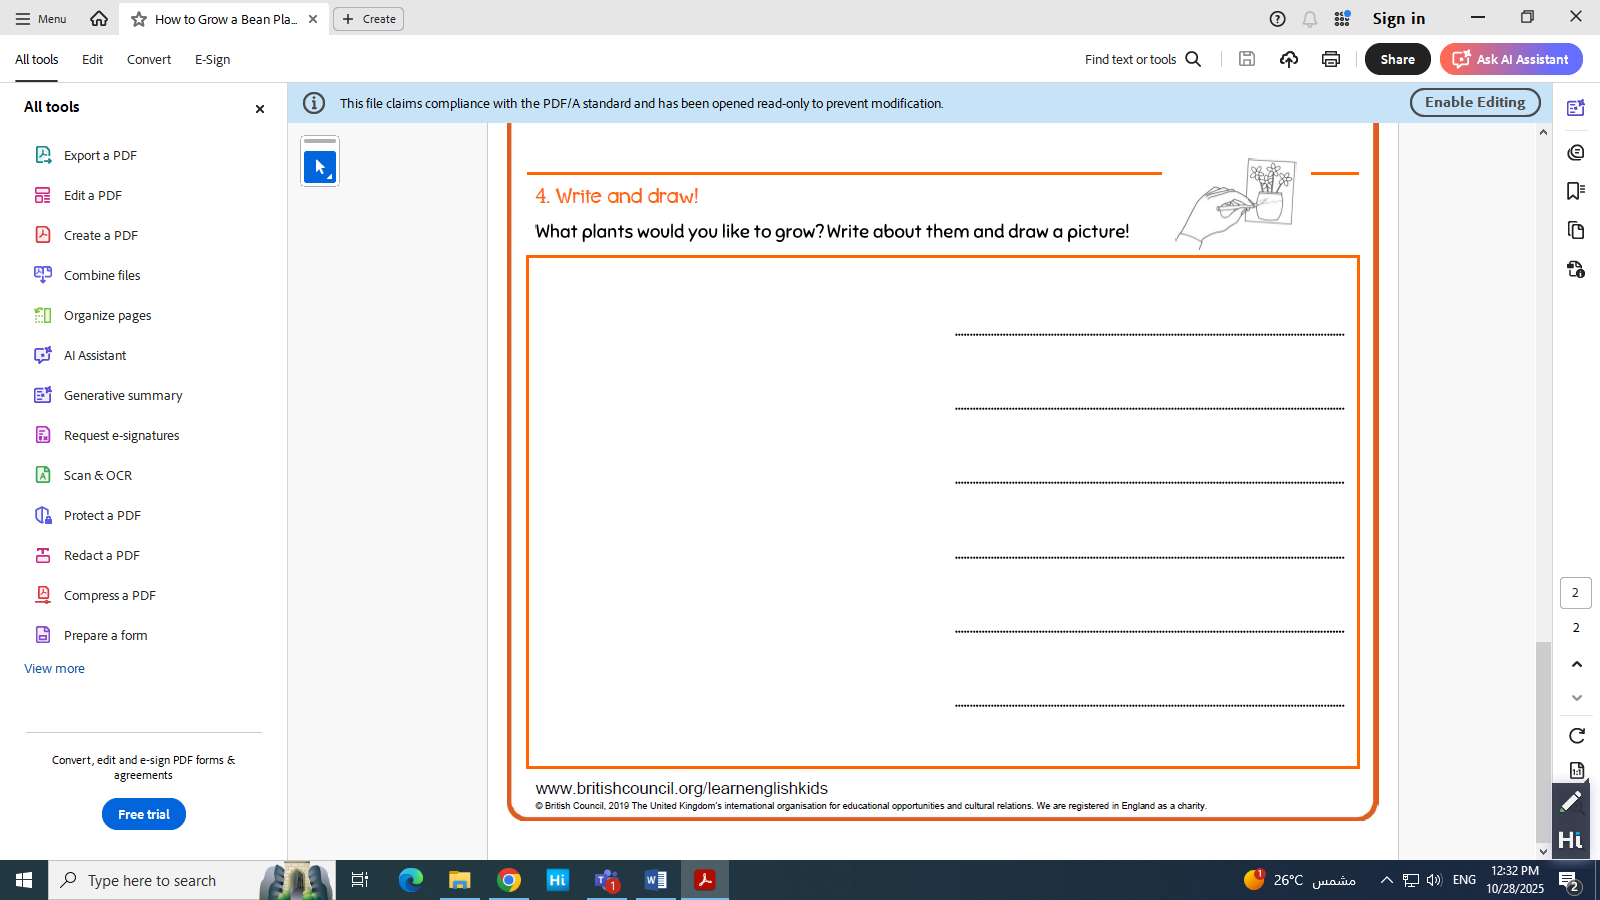 Menu
How to Grow a Bean Pla...
Create
Sign in
All tools
Edit
Convert
E-Sign
Find text or tools
Share
Ask AI Assistant
All tools
This file claims compliance with the PDF/A standard and has been opened read-only to prevent modification.
Enable Editing
Export a PDF
Edit a PDF
Create a PDF
Combine files
Organize pages
AI Assistant
Generative summary
Request e-signatures
Scan & OCR
Protect a PDF
Redact a PDF
Compress a PDF
Prepare a form
View more
Convert, edit and e-sign PDF forms &
agreements
Free trial
4. Write and draw!
What plants would you like to grow? Write about them and draw a picture!
www.britishcouncil.org/learnenglishkids
© British Council, 2019 The United Kingdom's international organisation for educational opportunities and cultural relations. We are registered in England as a charity.
2
2
1:1
Hi
Type here to search
Hi
1
W
1
26°C
مشمس
ENG
12:32 PM
10/28/2025
2